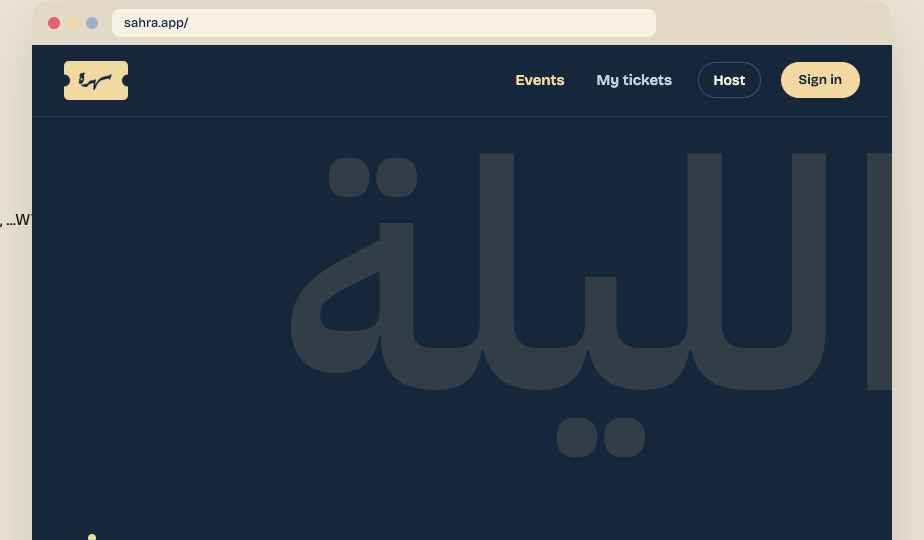 sahra.app/
Events My tickets Host Sign in
الليلة